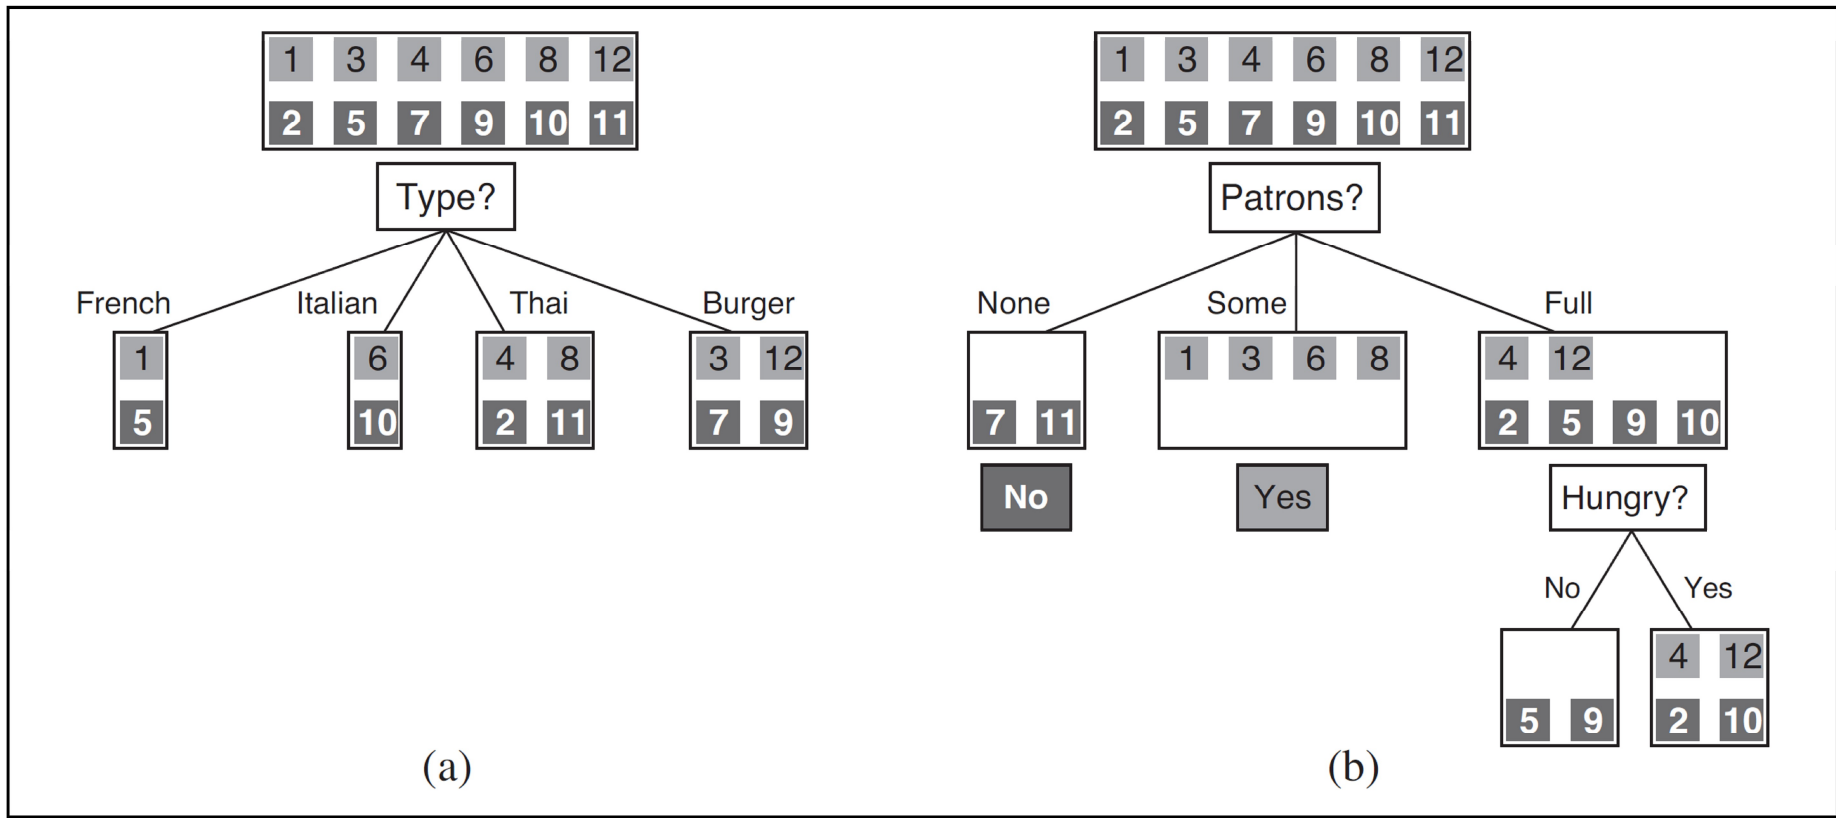 1 3 4 6 8 12
2 5 7 9 10 11
Type?
French Italian Thai Burger
1 6 4 8 3 12
5 10 2 11 7 9
(a)
1 3 4 6 8 12
2 5 7 9 10 11
Patrons?
None Some Full
1 3 6 8 4 12
7 11 2 5 9 10
No Yes Hungry?
No Yes
4 12
5 9 2 10
(b)